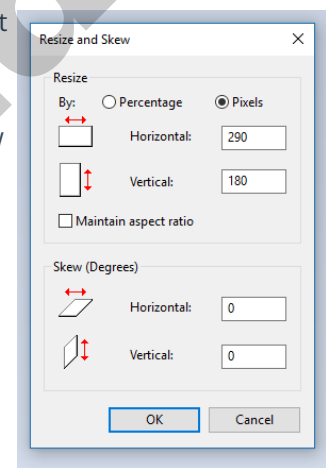 t
Resize and Skew
Resize
By: Percentage Pixels
Horizontal: 290
Vertical: 180
Maintain aspect ratio
Skew (Degrees)
Horizontal: 0
Vertical: 0
OK Cancel